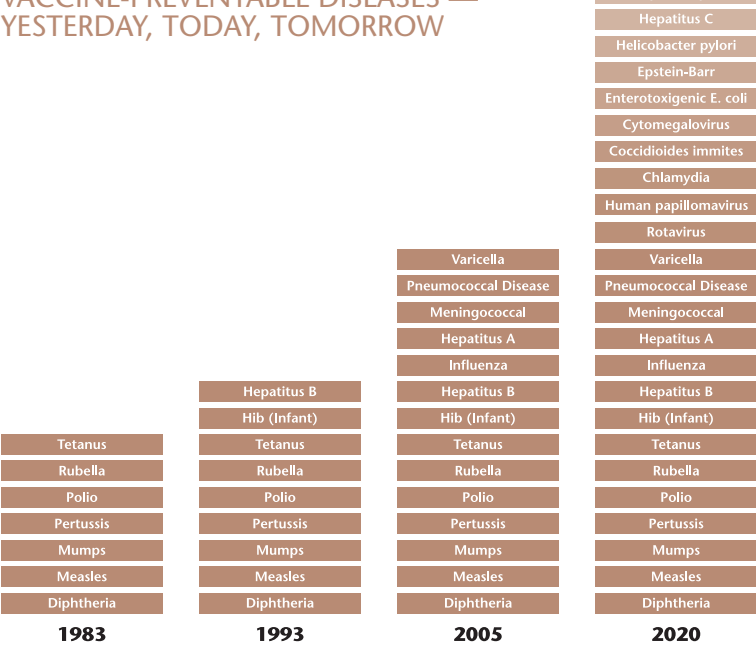 VACCINE-PREVENTABLE DISEASES —
YESTERDAY, TODAY, TOMORROW
Tetanus
Rubella
Polio
Pertussis
Mumps
Measles
Diphtheria
1983
Hepatitus B
Hib (Infant)
Tetanus
Rubella
Polio
Pertussis
Mumps
Measles
Diphtheria
1993
Varicella
Pneumococcal Disease
Meningococcal
Hepatitus A
Influenza
Hepatitus B
Hib (Infant)
Tetanus
Rubella
Polio
Pertussis
Mumps
Measles
Diphtheria
2005
Hepatitus C
Helicobacter pylori
Epstein-Barr
Enterotoxigenic E. coli
Cytomegalovirus
Coccidioides immites
Chlamydia
Human papillomavirus
Rotavirus
Varicella
Pneumococcal Disease
Meningococcal
Hepatitus A
Influenza
Hepatitus B
Hib (Infant)
Tetanus
Rubella
Polio
Pertussis
Mumps
Measles
Diphtheria
2020